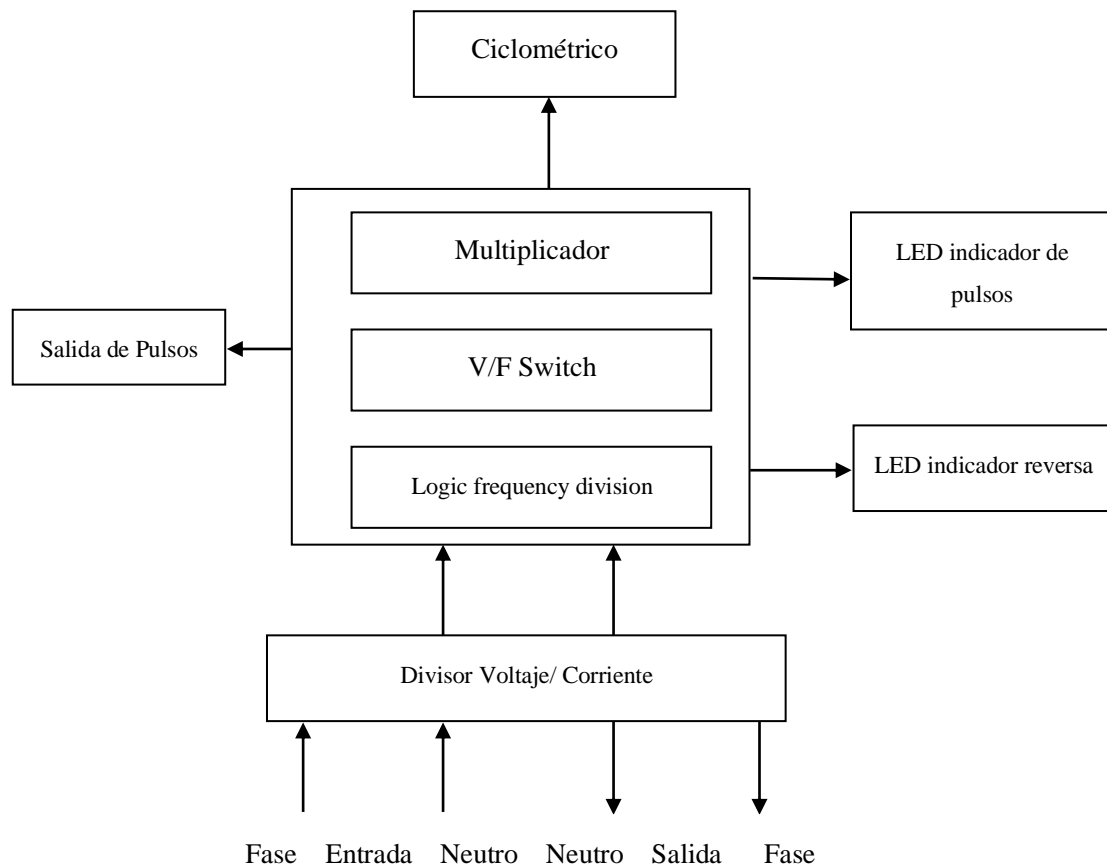 Ciclométrico
Multiplicador
LED indicador de
pulsos
Salida de Pulsos
V/F Switch
LED indicador reversa
Logic frequency division
Divisor Voltaje/ Corriente
Fase Entrada Neutro Neutro Salida Fase